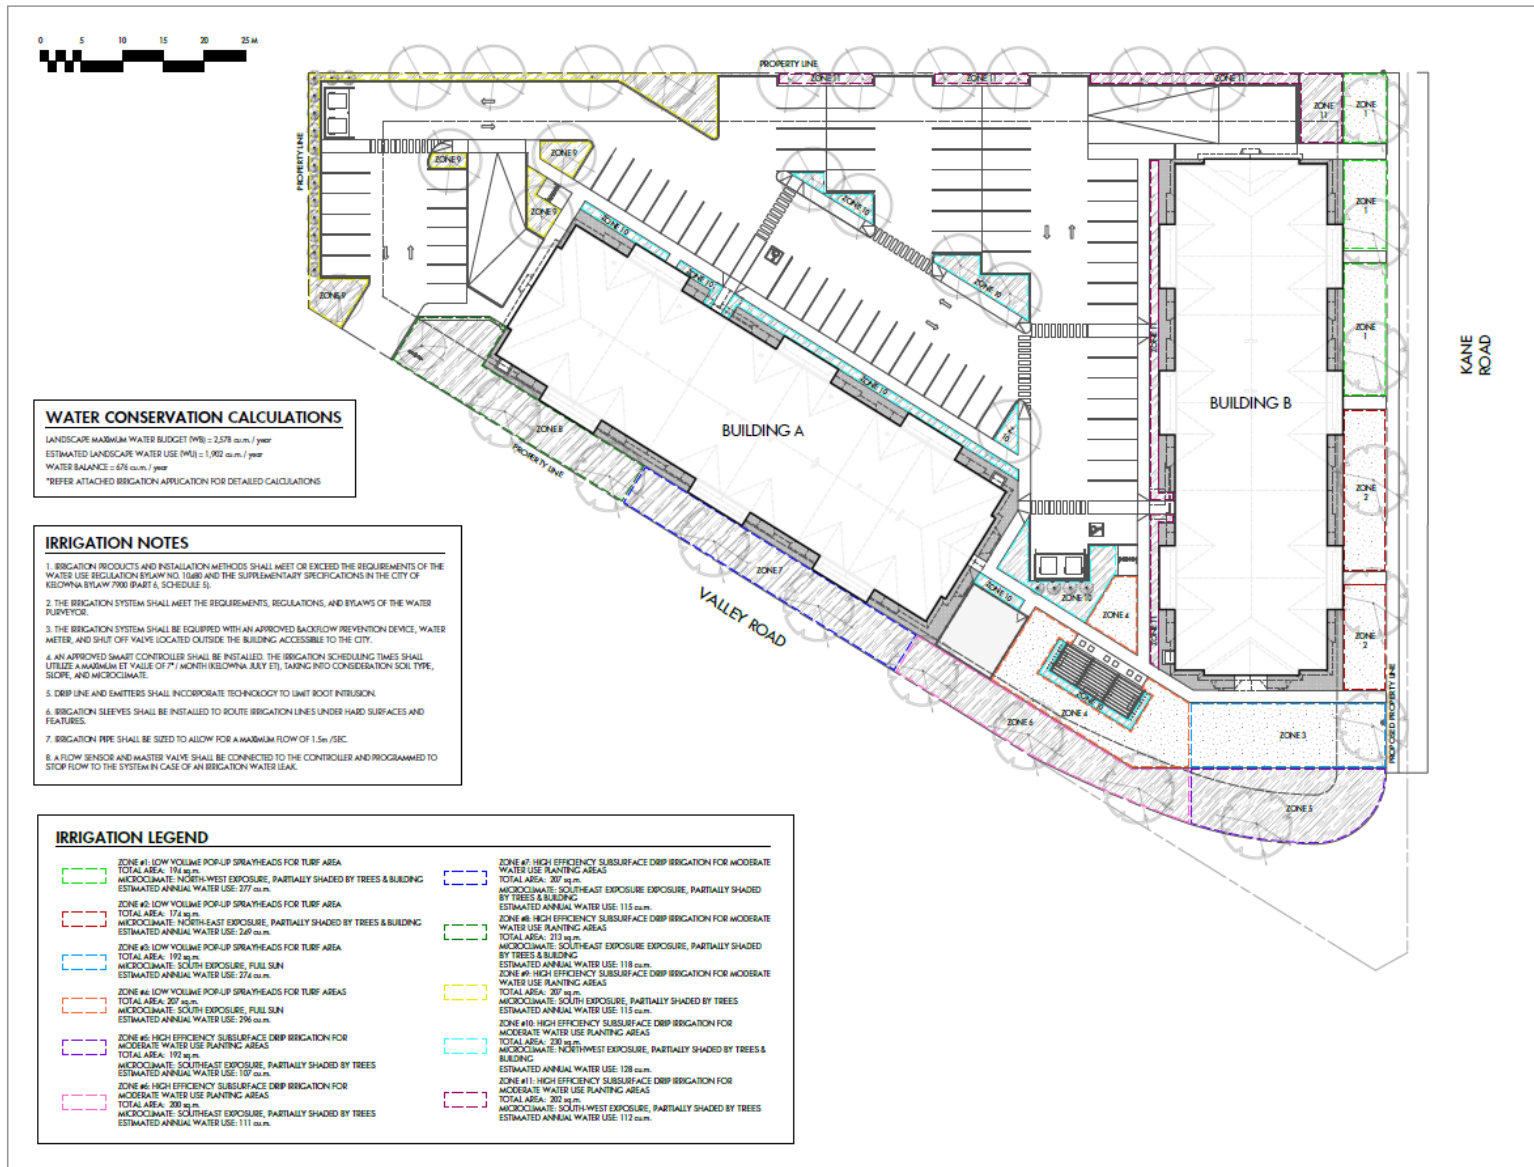 0 5 10 15 20 25 M
PROPERTY LINE
ZONE 11
ZONE 11
ZONE 11
ZONE
11
ZONE
1
PROPERTY LINE
ZONE 9
ZONE 9
ZONE 9
ZONE 9
ZONE 10
ZONE 10
ZONE 10
ZONE 10
ZONE 10
ZONE
1
ZONE
1
KANE
ROAD
ZONE 11
BUILDING A
BUILDING B
ZONE 8
PROPERTY LINE
ZONE 7
VALLEY ROAD
ZONE
2
ZONE
2
ZONE 10
ZONE 10
ZONE 4
ZONE 11
ZONE 10
ZONE 4
ZONE 6
ZONE 3
ZONE 5
PROPOSED PROPERTY LINE
WATER CONSERVATION CALCULATIONS
LANDSCAPE MAXIMUM WATER BUDGET (WB) = 2,578 cu.m. / year
ESTIMATED LANDSCAPE WATER USE (WU) = 1,902 cu.m. / year
WATER BALANCE = 676 cu.m. / year
*REFER ATTACHED IRRIGATION APPLICATION FOR DETAILED CALCULATIONS
IRRIGATION NOTES
1. IRRIGATION PRODUCTS AND INSTALLATION METHODS SHALL MEET OR EXCEED THE REQUIREMENTS OF THE
WATER USE REGULATION BYLAW NO. 10480 AND THE SUPPLEMENTARY SPECIFICATIONS IN THE CITY OF
KELOWNA BYLAW 7900 (PART 6, SCHEDULE 5).
2. THE IRRIGATION SYSTEM SHALL MEET THE REQUIREMENTS, REGULATIONS, AND BYLAWS OF THE WATER
PURVEYOR.
3. THE IRRIGATION SYSTEM SHALL BE EQUIPPED WITH AN APPROVED BACKFLOW PREVENTION DEVICE, WATER
METER, AND SHUT OFF VALVE LOCATED OUTSIDE THE BUILDING ACCESSIBLE TO THE CITY.
4. AN APPROVED SMART CONTROLLER SHALL BE INSTALLED. THE IRRIGATION SCHEDULING TIMES SHALL
UTILIZE A MAXIMUM ET VALUE OF 7" / MONTH (KELOWNA JULY ET), TAKING INTO CONSIDERATION SOIL TYPE,
SLOPE, AND MICROCLIMATE.
5. DRIP LINE AND EMITTERS SHALL INCORPORATE TECHNOLOGY TO LIMIT ROOT INTRUSION.
6. IRRIGATION SLEEVES SHALL BE INSTALLED TO ROUTE IRRIGATION LINES UNDER HARD SURFACES AND
FEATURES.
7. IRRIGATION PIPE SHALL BE SIZED TO ALLOW FOR A MAXIMUM FLOW OF 1.5m /SEC.
8. A FLOW SENSOR AND MASTER VALVE SHALL BE CONNECTED TO THE CONTROLLER AND PROGRAMMED TO
STOP FLOW TO THE SYSTEM IN CASE OF AN IRRIGATION WATER LEAK.
IRRIGATION LEGEND
ZONE #1: LOW VOLUME POP-UP SPRAYHEADS FOR TURF AREA
TOTAL AREA: 194 sq.m.
MICROCLIMATE: NORTH-WEST EXPOSURE, PARTIALLY SHADED BY TREES & BUILDING
ESTIMATED ANNUAL WATER USE: 277 cu.m.
ZONE #2: LOW VOLUME POP-UP SPRAYHEADS FOR TURF AREA
TOTAL AREA: 174 sq.m.
MICROCLIMATE: NORTH-EAST EXPOSURE, PARTIALLY SHADED BY TREES & BUILDING
ESTIMATED ANNUAL WATER USE: 249 cu.m.
ZONE #3: LOW VOLUME POP-UP SPRAYHEADS FOR TURF AREA
TOTAL AREA: 192 sq.m.
MICROCLIMATE: SOUTH EXPOSURE, FULL SUN
ESTIMATED ANNUAL WATER USE: 274 cu.m.
ZONE #4: LOW VOLUME POP-UP SPRAYHEADS FOR TURF AREAS
TOTAL AREA: 207 sq.m.
MICROCLIMATE: SOUTH EXPOSURE, FULL SUN
ESTIMATED ANNUAL WATER USE: 296 cu.m.
ZONE #5: HIGH EFFICIENCY SUBSURFACE DRIP IRRIGATION FOR
MODERATE WATER USE PLANTING AREAS
TOTAL AREA: 192 sq.m.
MICROCLIMATE: SOUTHEAST EXPOSURE, PARTIALLY SHADED BY TREES
ESTIMATED ANNUAL WATER USE: 107 cu.m.
ZONE #6: HIGH EFFICIENCY SUBSURFACE DRIP IRRIGATION FOR
MODERATE WATER USE PLANTING AREAS
TOTAL AREA: 200 sq.m.
MICROCLIMATE: SOUTHEAST EXPOSURE, PARTIALLY SHADED BY TREES
ESTIMATED ANNUAL WATER USE: 111 cu.m.
ZONE #7: HIGH EFFICIENCY SUBSURFACE DRIP IRRIGATION FOR MODERATE
WATER USE PLANTING AREAS
TOTAL AREA: 207 sq.m.
MICROCLIMATE: SOUTHEAST EXPOSURE EXPOSURE, PARTIALLY SHADED
BY TREES & BUILDING
ESTIMATED ANNUAL WATER USE: 115 cu.m.
ZONE #8: HIGH EFFICIENCY SUBSURFACE DRIP IRRIGATION FOR MODERATE
WATER USE PLANTING AREAS
TOTAL AREA: 213 sq.m.
MICROCLIMATE: SOUTHEAST EXPOSURE EXPOSURE, PARTIALLY SHADED
BY TREES & BUILDING
ESTIMATED ANNUAL WATER USE: 118 cu.m.
ZONE #9: HIGH EFFICIENCY SUBSURFACE DRIP IRRIGATION FOR MODERATE
WATER USE PLANTING AREAS
TOTAL AREA: 207 sq.m.
MICROCLIMATE: SOUTH EXPOSURE, PARTIALLY SHADED BY TREES
ESTIMATED ANNUAL WATER USE: 115 cu.m.
ZONE #10: HIGH EFFICIENCY SUBSURFACE DRIP IRRIGATION FOR
MODERATE WATER USE PLANTING AREAS
TOTAL AREA: 230 sq.m.
MICROCLIMATE: NORTHWEST EXPOSURE, PARTIALLY SHADED BY TREES &
BUILDING
ESTIMATED ANNUAL WATER USE: 128 cu.m.
ZONE #11: HIGH EFFICIENCY SUBSURFACE DRIP IRRIGATION FOR
MODERATE WATER USE PLANTING AREAS
TOTAL AREA: 202 sq.m.
MICROCLIMATE: SOUTH-WEST EXPOSURE, PARTIALLY SHADED BY TREES
ESTIMATED ANNUAL WATER USE: 112 cu.m.